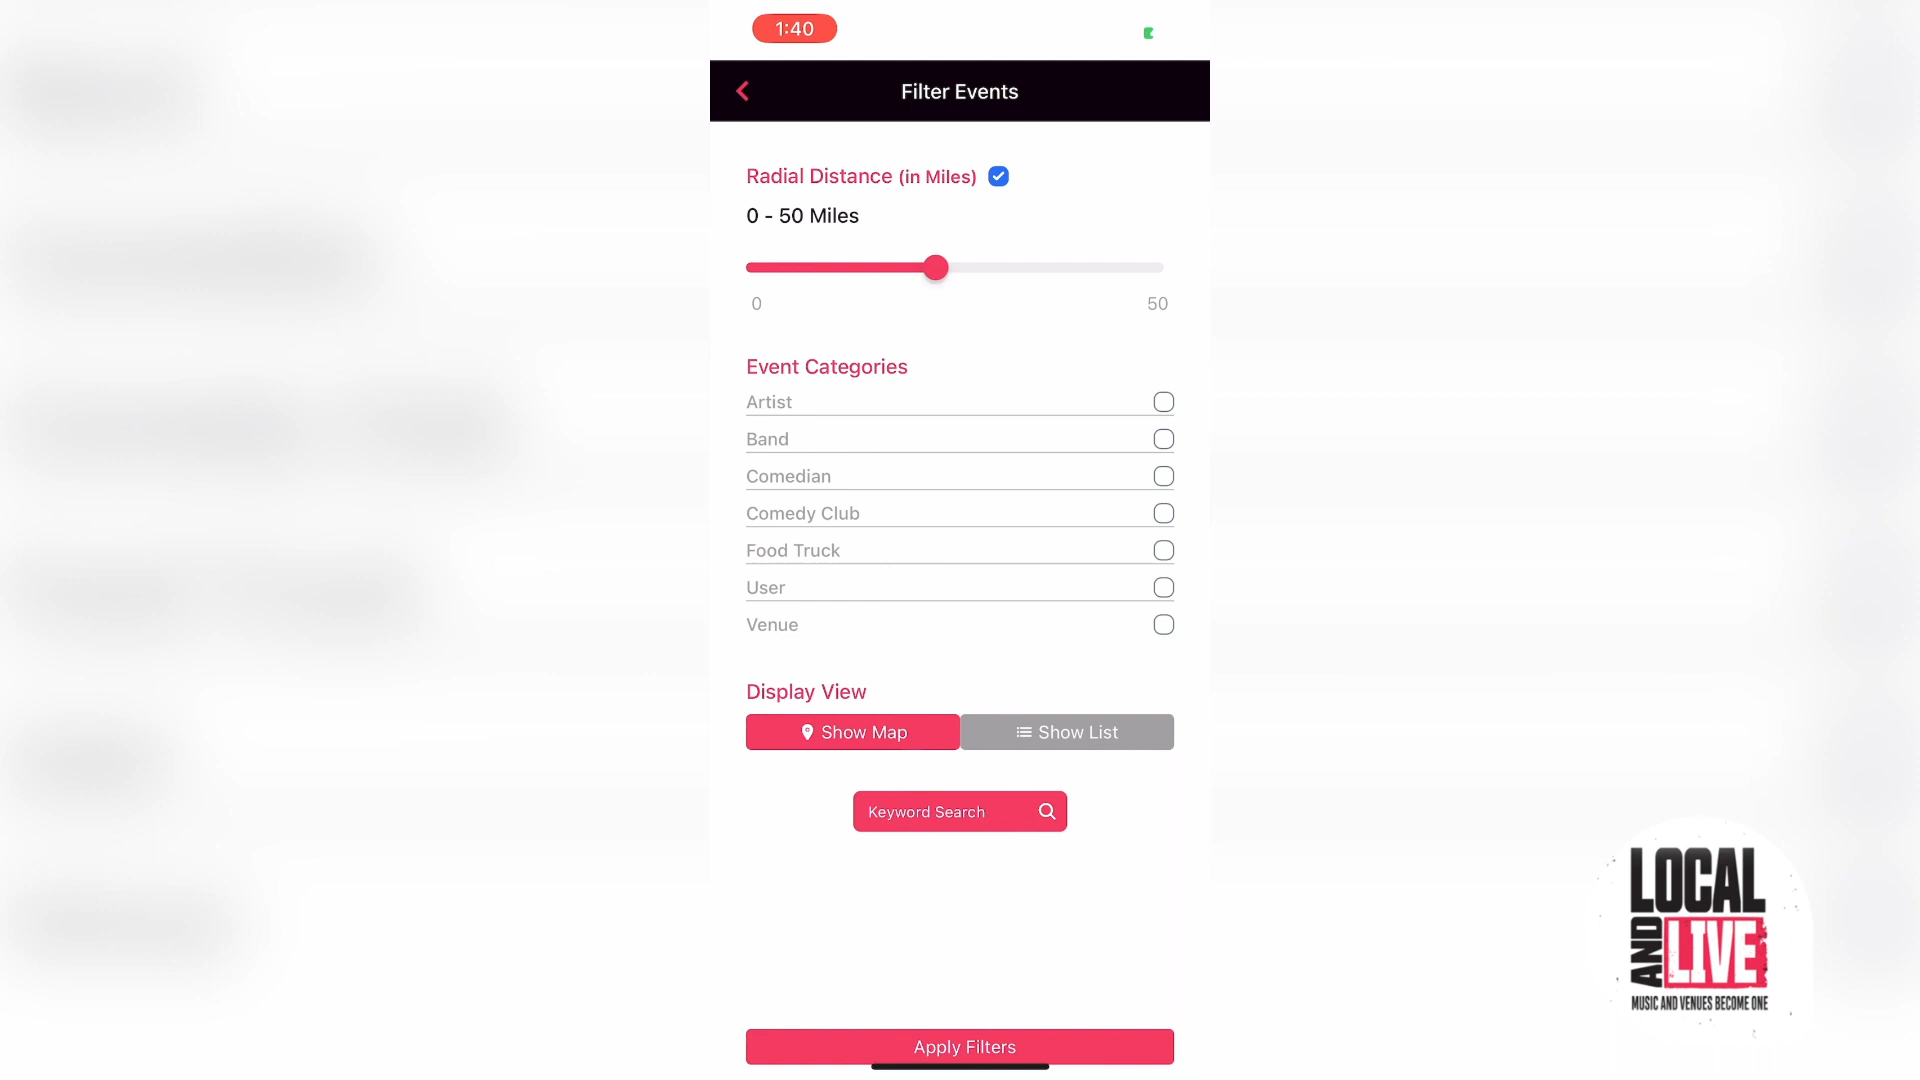 1:40
Filter Events
Radial Distance (in Miles)
0 - 50 Miles
0 50
Event Categories
Artist
Band
Comedian
Comedy Club
Food Truck
User
Venue
Display View
Show Map Show List
Keyword Search
Apply Filters
LOCAL
AND LIVE
MUSIC AND VENUES BECOME ONE